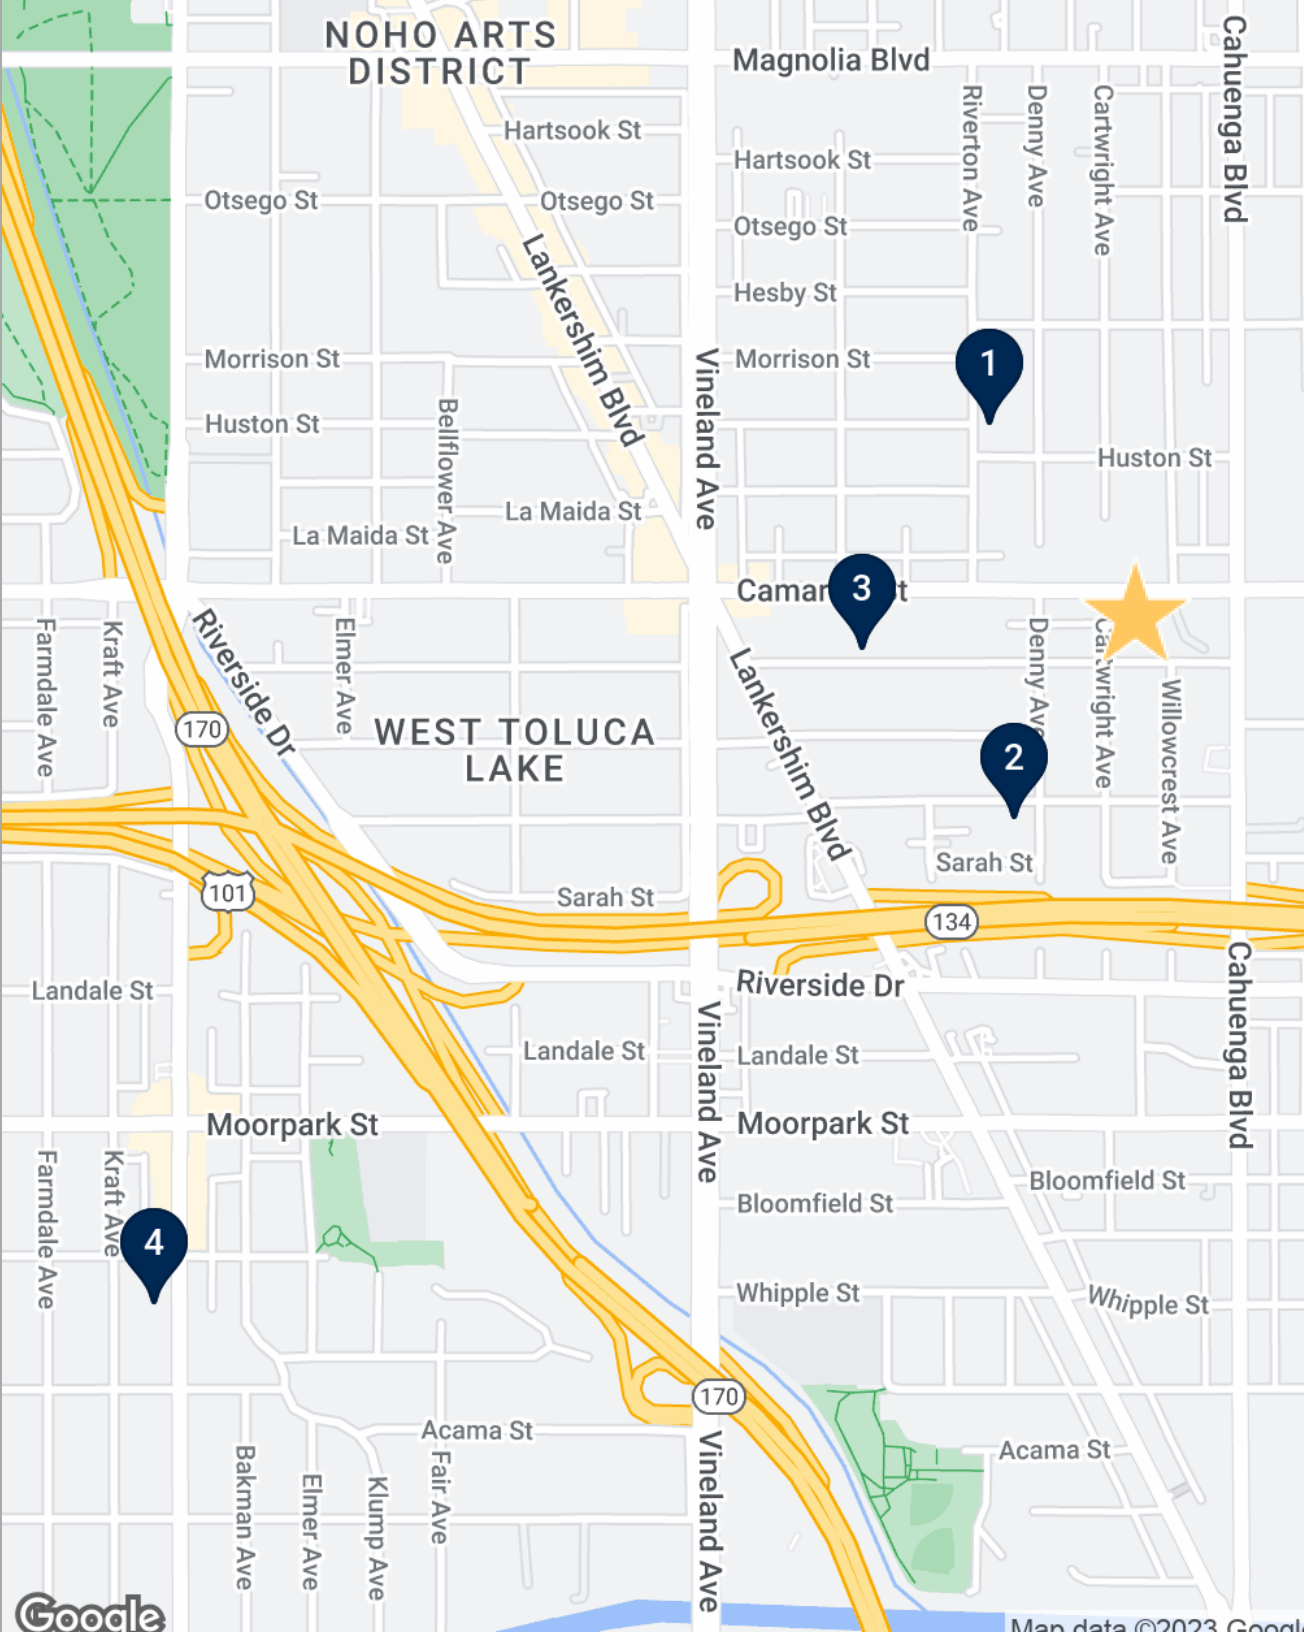 NOHO ARTS
DISTRICT
Magnolia Blvd
Cahuenga Blvd
Riverton Ave
Denny Ave
Cartwright Ave
Hartsook St
Hartsook St
Otsego St
Otsego St
Otsego St
Lankershim Blvd
Hesby St
Morrison St
Vineland Ave
Morrison St
1
Huston St
Bellflower Ave
Huston St
La Maida St
La Maida St
3
Farmdale Ave
Kraft Ave
Riverside Dr
Elmer Ave
Denny Ave
Cartwright Ave
Lankershim Blvd
Willowcrest Ave
170
WEST TOLUCA
LAKE
2
Sarah St
101
Sarah St
134
Cahuenga Blvd
Landale St
Riverside Dr
Vineland Ave
Landale St
Landale St
Moorpark St
Moorpark St
Farmdale Ave
Kraft Ave
Bloomfield St
Bloomfield St
4
Whipple St
Whipple St
170
Acama St
Vineland Ave
Acama St
Bakman Ave
Elmer Ave
Klump Ave
Fair Ave
Google
Map data ©2023 Google